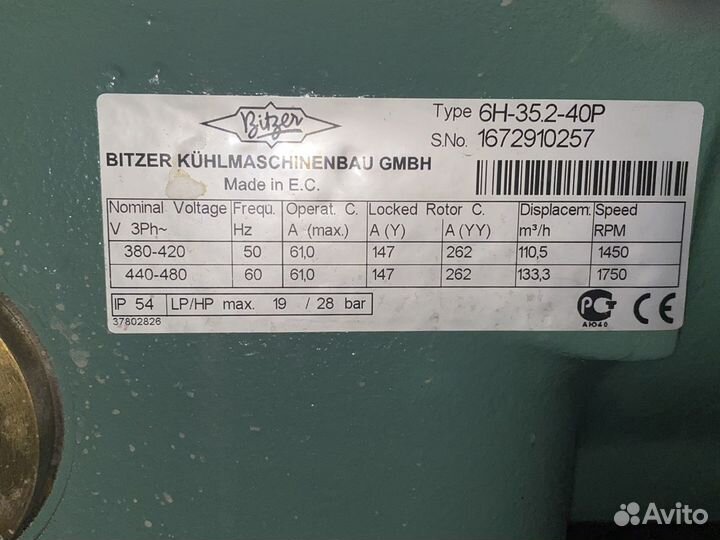 Bitzer
Type 6H-35.2-40P
S.No. 1672910257
BITZER KÜHLMASCHINENBAU GMBH
Made in E.C.
Nominal Voltage Frequ. Operat. C. Locked Rotor C. Displacem. Speed
V 3Ph~ Hz A (max.) A (Y) A (YY) m³/h RPM
380-420 50 61,0 147 262 110,5 1450
440-480 60 61,0 147 262 133,3 1750
IP 54 LP/HP max. 19 / 28 bar
37802826
РСТ
АЮ40
CE
Avito